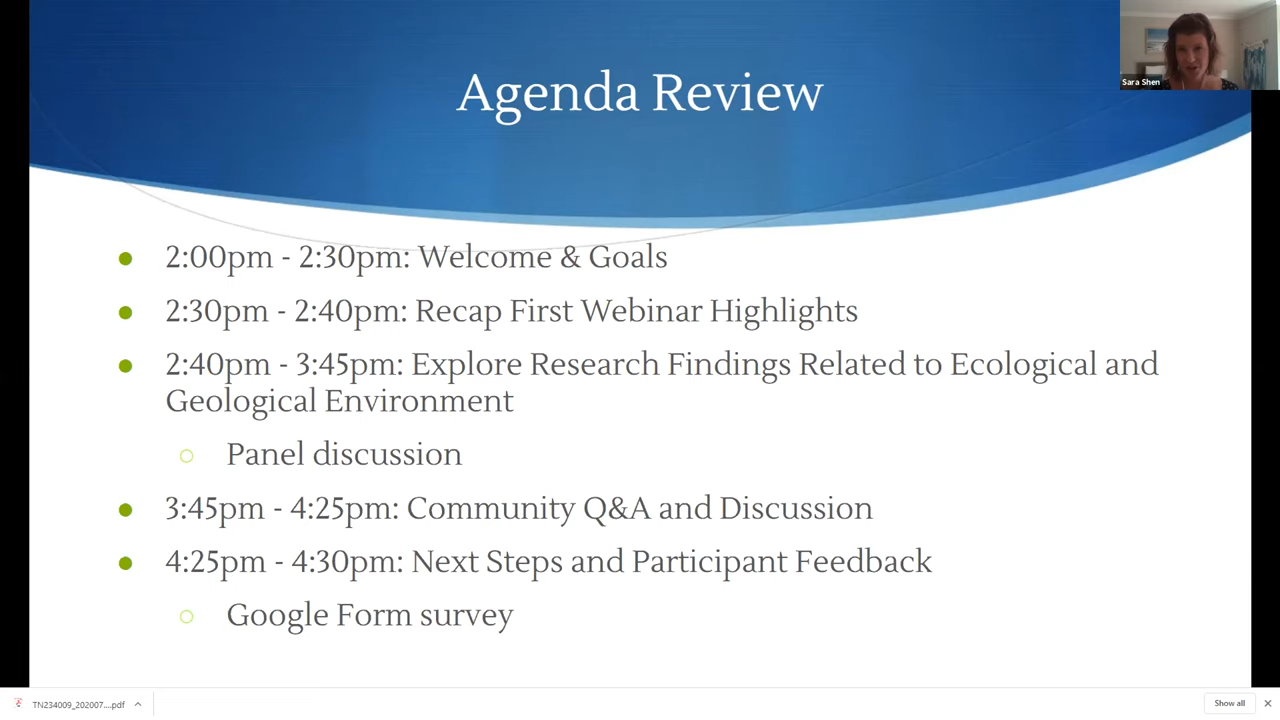 Agenda Review
Sara Shen
2:00pm - 2:30pm: Welcome & Goals
2:30pm - 2:40pm: Recap First Webinar Highlights
2:40pm - 3:45pm: Explore Research Findings Related to Ecological and
Geological Environment
Panel discussion
3:45pm - 4:25pm: Community Q&A and Discussion
4:25pm - 4:30pm: Next Steps and Participant Feedback
Google Form survey
TN234009_202007....pdf
Show all